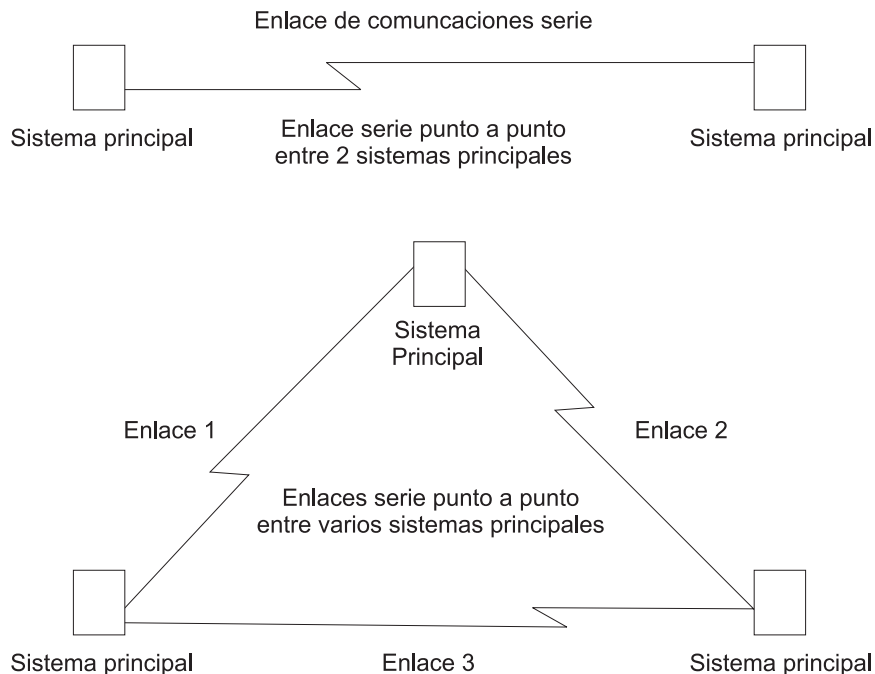 Enlace de comuncaciones serie
Sistema principal
Enlace serie punto a punto
entre 2 sistemas principales
Sistema principal
Sistema
Principal
Enlace 1
Enlace 2
Enlaces serie punto a punto
entre varios sistemas principales
Sistema principal
Enlace 3
Sistema principal